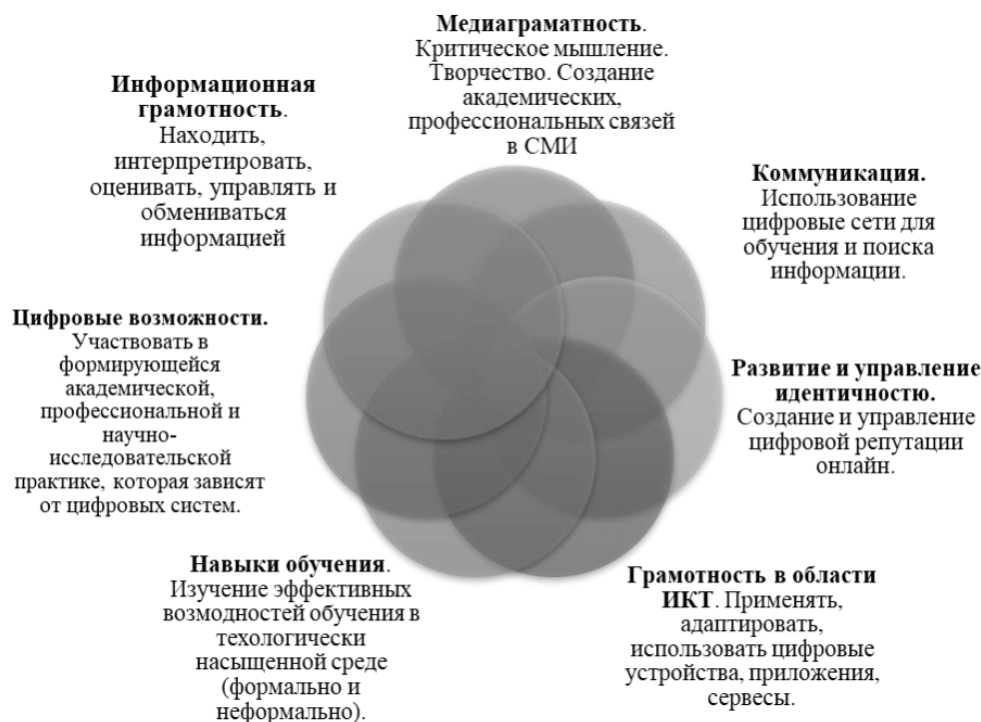 Медиаграматность.
Критическое мышление.
Творчество. Создание
академических,
профессиональных связей
в СМИ
Информационная
грамотность.
Находить,
интерпретировать,
оценивать, управлять и
обмениваться
информацией
Коммуникация.
Использование
цифровые сети для
обучения и поиска
информации.
Цифровые возможности.
Участвовать в
формирующейся
академической,
профессиональной и
научно-
исследовательской
практике, которая зависят
от цифровых систем.
Развитие и управление
идентичностю.
Создание и управление
цифровой репутации
онлайн.
Навыки обучения.
Изучение эффективных
возмодностей обучения в
техологически
насыщенной среде
(формально и
неформально).
Грамотность в области
ИКТ. Применять,
адаптировать,
использовать цифровые
устройства, приложения,
сервесы.